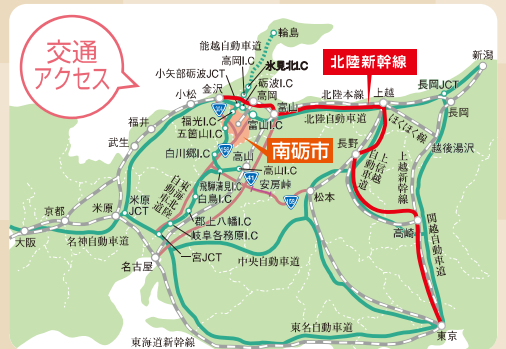 交通
アクセス
輪島
能越自動車道
高岡I.C
氷見北I.C
小矢部砺波JCT
砺波I.C
高岡
北陸新幹線
新潟
小松
金沢
富山
北陸本線
上越
長岡JCT
長岡
福井
福光I.C
富山I.C
北陸自動車道
ほくほく線
越後湯沢
五箇山I.C
南砺市
武生
白川郷I.C
高山
長野
上信越自動車道
上越新幹線
高山I.C
飛騨清見I.C
安房峠
東海北陸自動車道
白鳥I.C
松本
京都
米原
米原JCT
郡上八幡I.C
高崎
関越自動車道
大阪
名神自動車道
岐阜各務原I.C
一宮JCT
中央自動車道
名古屋
東名自動車道
東京
東海道新幹線